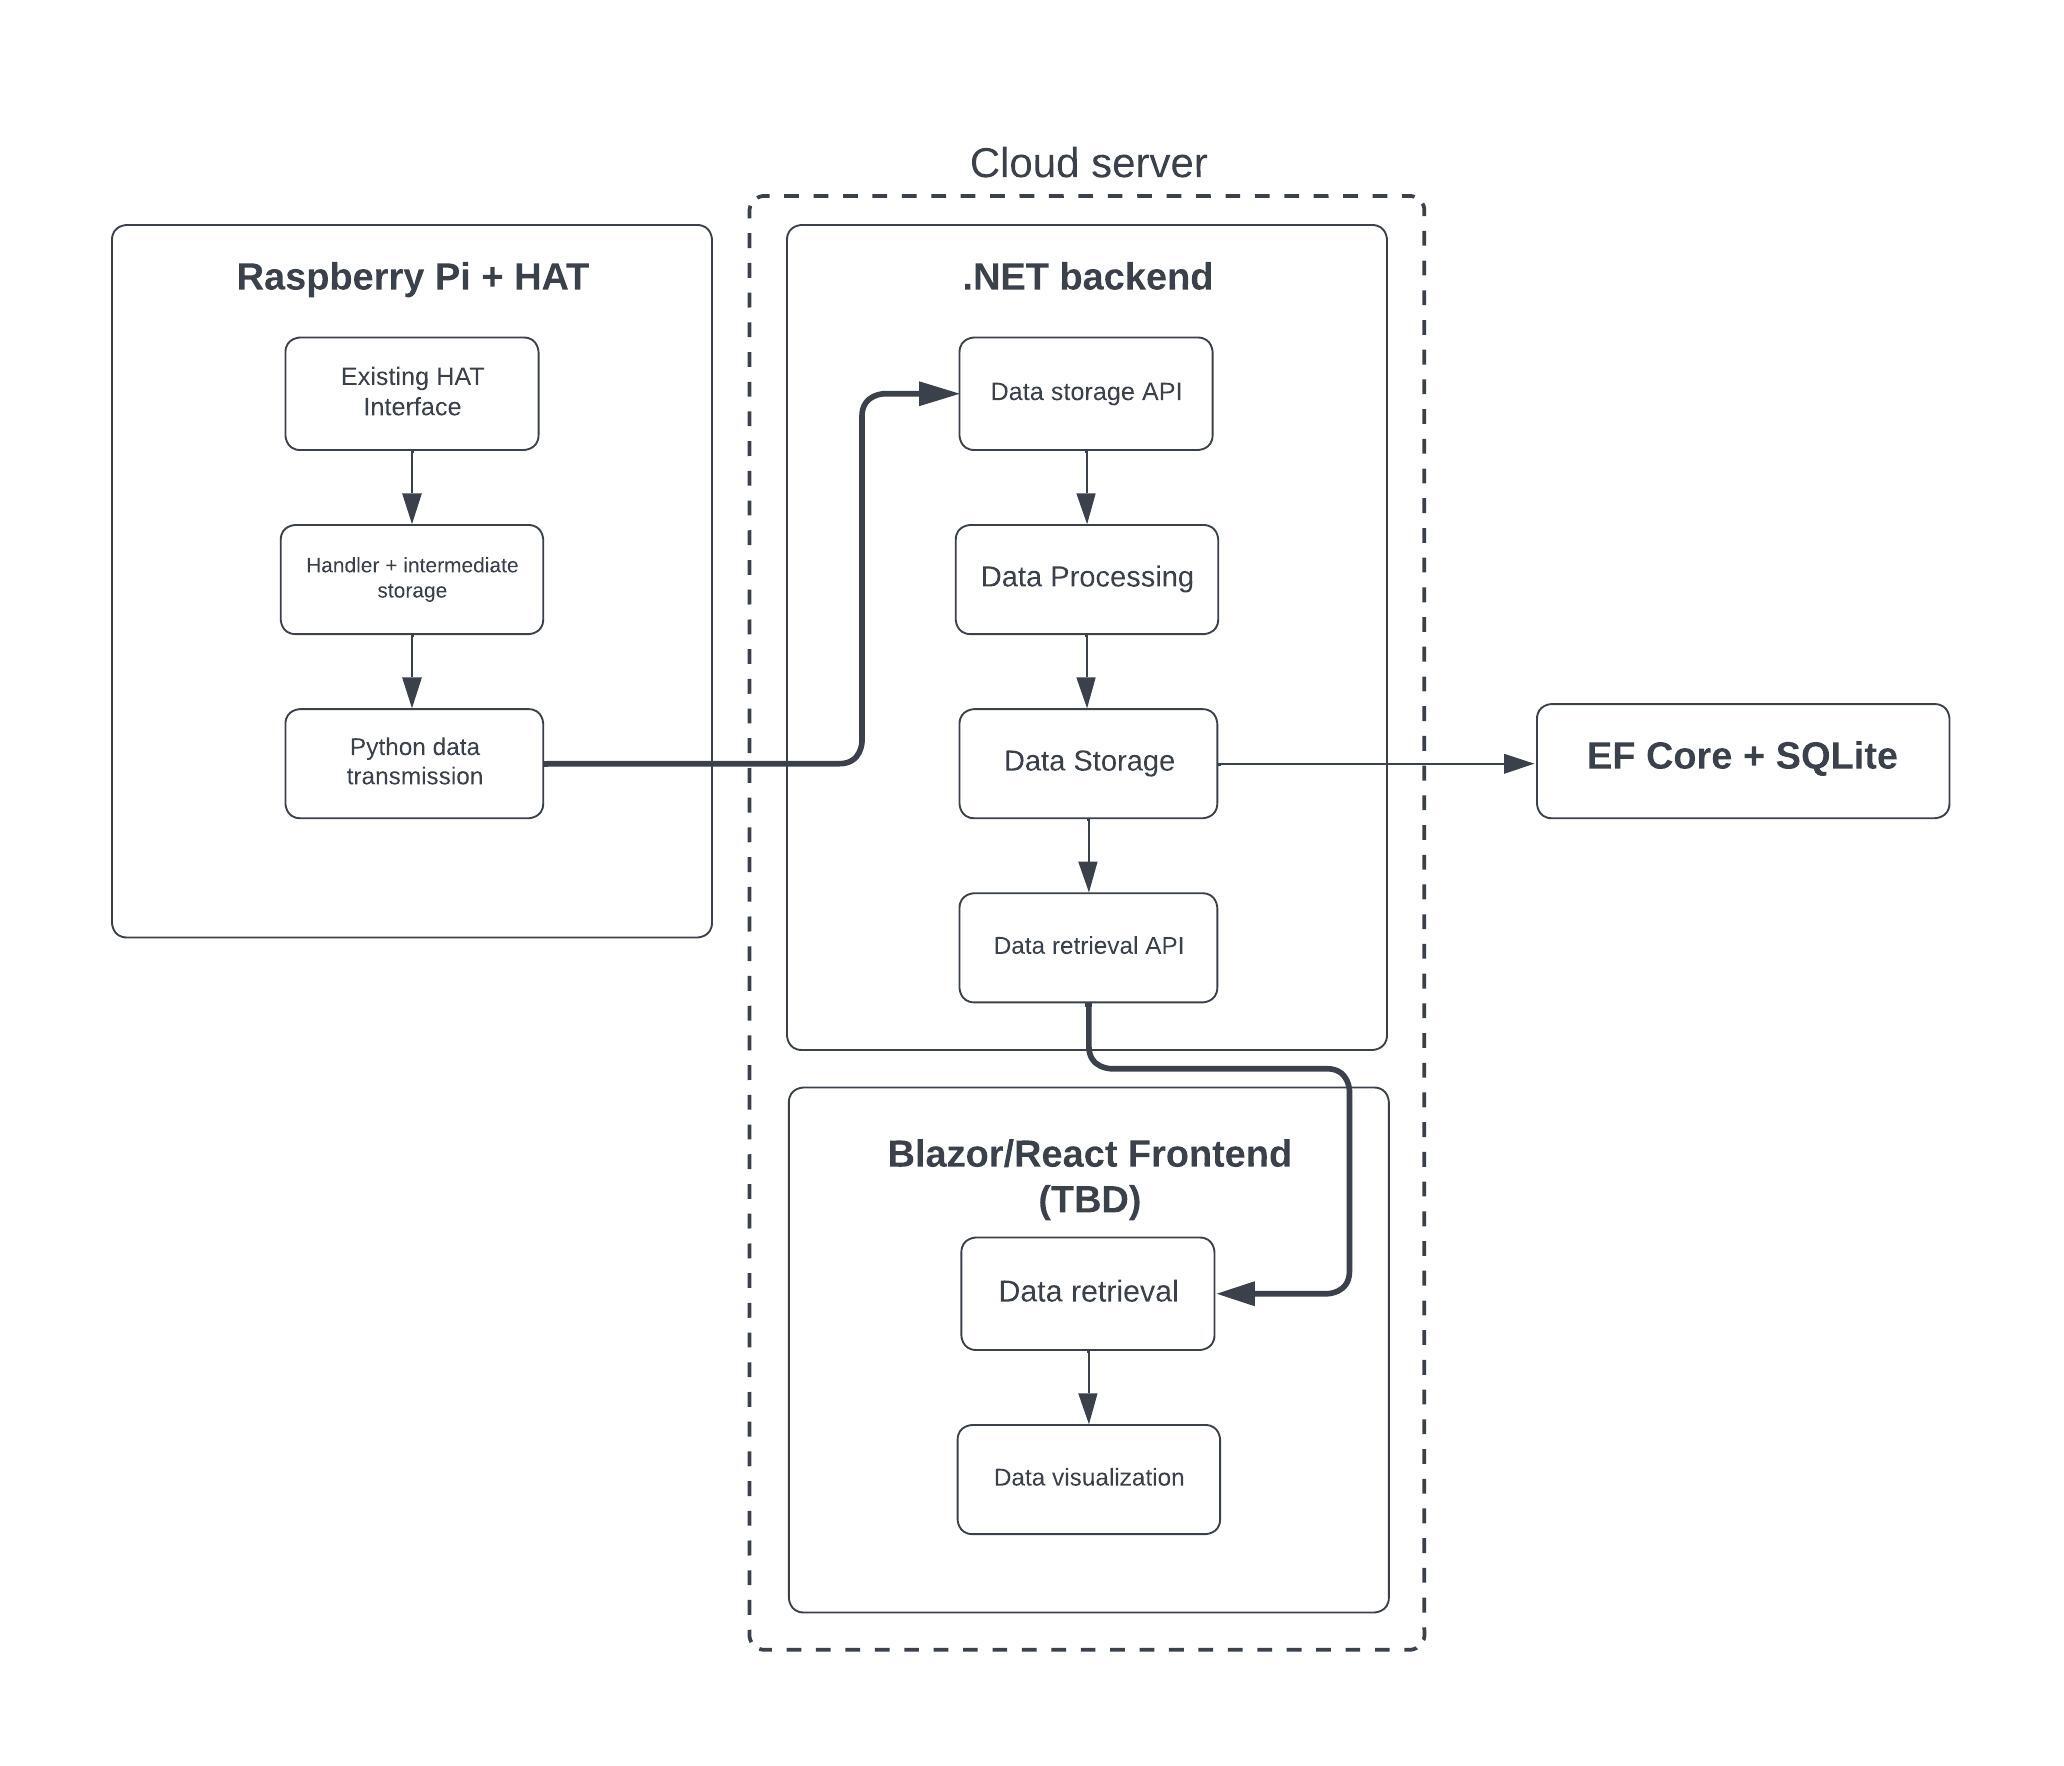 Cloud server
Raspberry Pi + HAT
Existing HAT
Interface
Handler + intermediate
storage
Python data
transmission
.NET backend
Data storage API
Data Processing
Data Storage
Data retrieval API
EF Core + SQLite
Blazor/React Frontend
(TBD)
Data retrieval
Data visualization